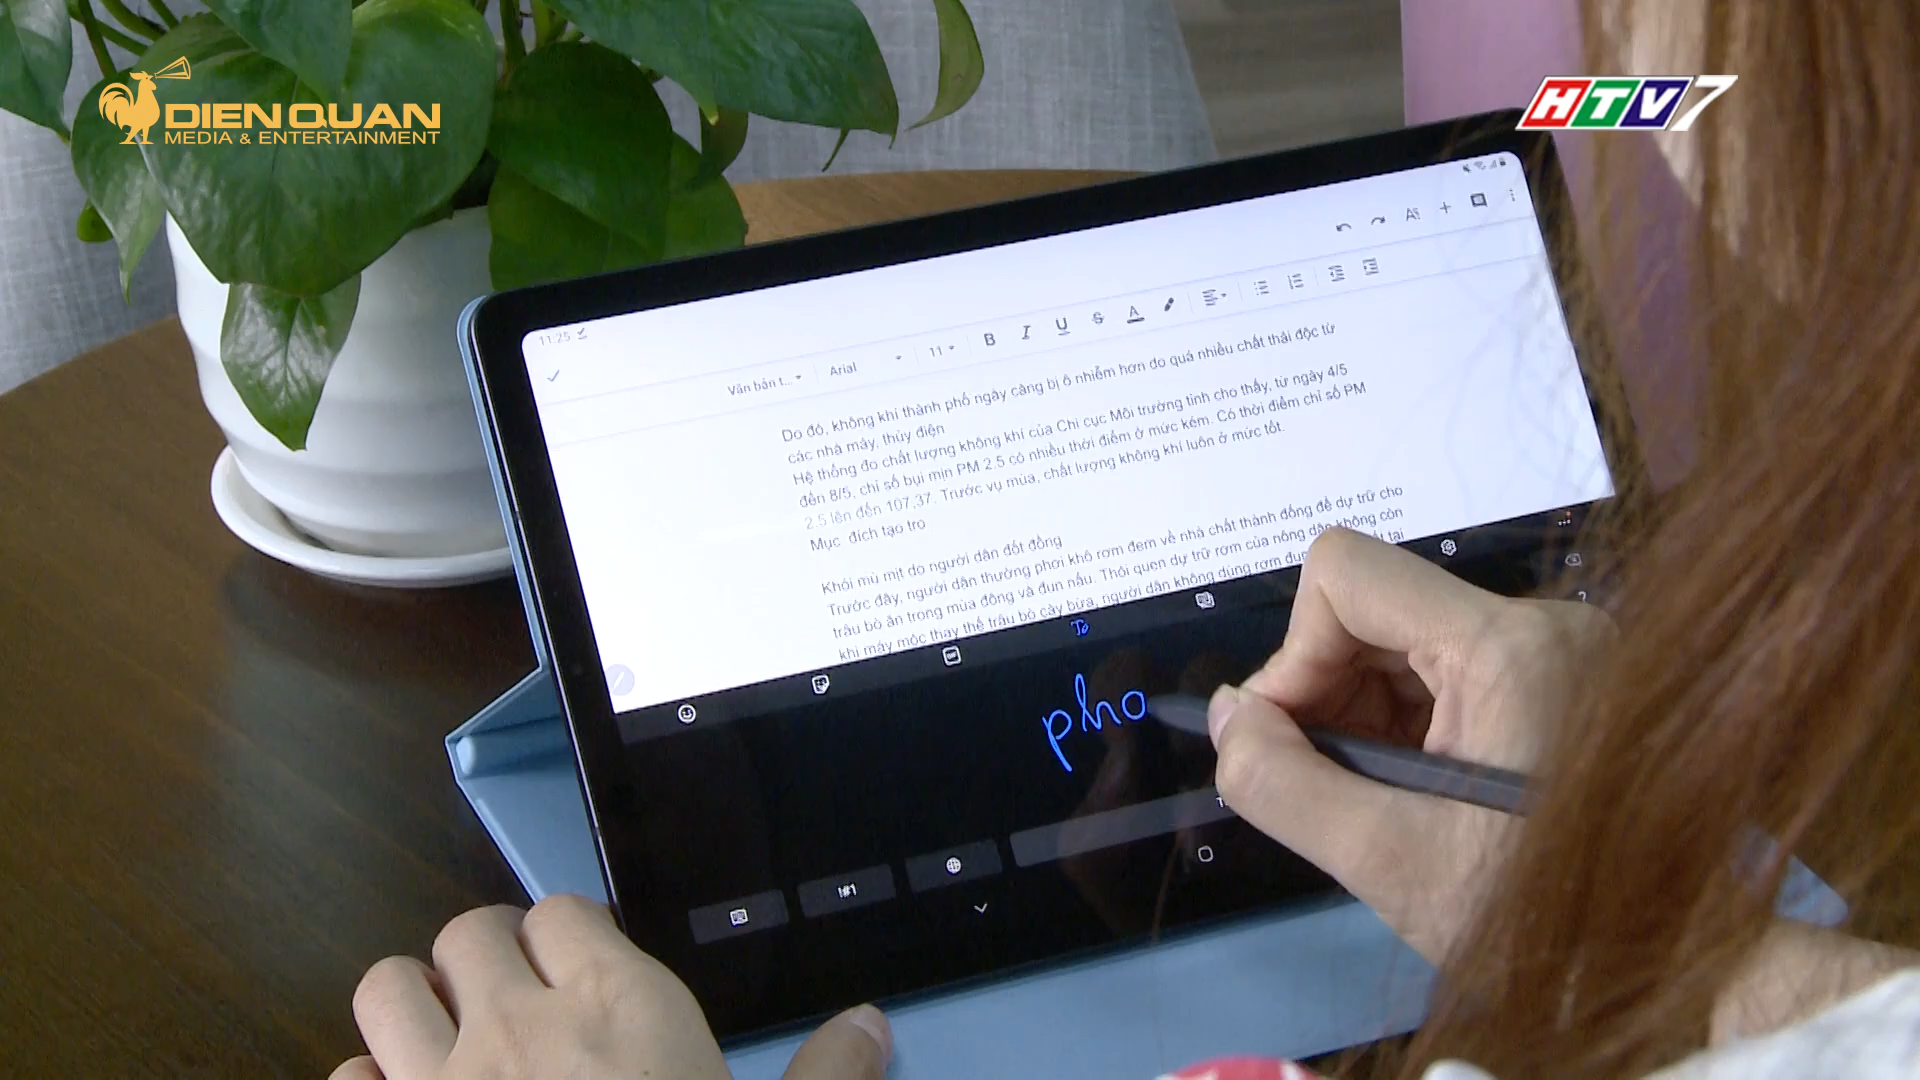 DIEN QUAN
MEDIA & ENTERTAINMENT
HTV7
11:25
Văn bản t...
Arial
11
B I U S A
Do đó, không khí thành phố ngày càng bị ô nhiễm hơn do quá nhiều chất thải độc từ
các nhà máy, thủy điện
Hệ thống đo chất lượng không khí của Chi cục Môi trường tỉnh cho thấy, từ ngày 4/5
đến 8/5, chỉ số bụi mịn PM 2.5 có nhiều thời điểm ở mức kém. Có thời điểm chỉ số PM
2.5 lên đến 107,37. Trước vụ mùa, chất lượng không khí luôn ở mức tốt.
Mục đích tạo tro
Khói mù mịt do người dân đốt đồng
Trước đây, người dân thường phơi khô rơm đem về nhà chất thành đống để dự trữ cho
trâu bò ăn trong mùa đông và đun nấu. Thói quen dự trữ rơm của nông dân không còn
khi máy móc thay thế trâu bò cày bừa, người dân không dùng rơm đun tại
To
GIF
pho
!#1